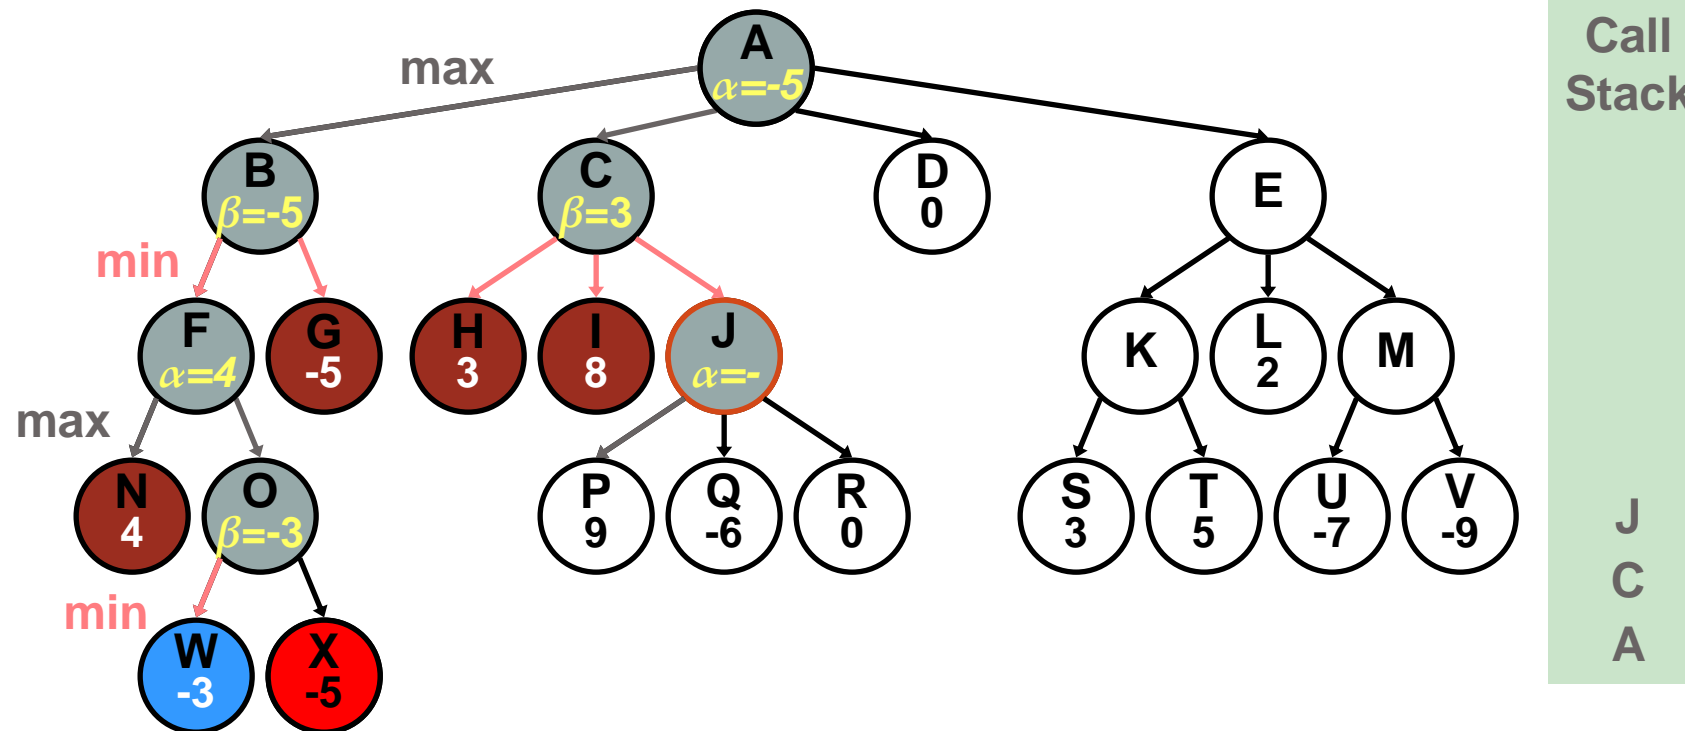 Call
Stack
A
α=-5
max
B
β=-5
C
β=3
D
0
E
min
F
α=4
G
-5
H
3
I
8
J
α=-
K
L
2
M
max
N
4
O
β=-3
P
9
Q
-6
R
0
S
3
T
5
U
-7
V
-9
J
C
A
min
W
-3
X
-5